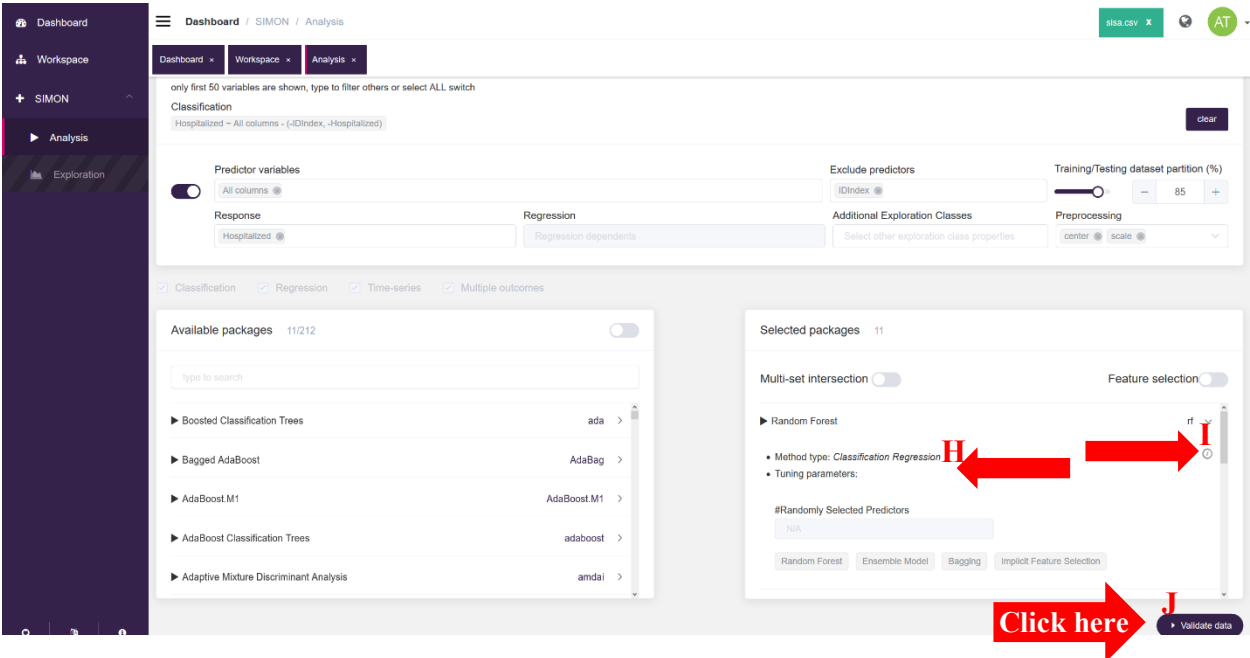 Dashboard
Workspace
SIMON
Analysis
Exploration
Dashboard / SIMON / Analysis
sisa.csv x
AT
Dashboard ×
Workspace ×
Analysis ×
only first 50 variables are shown, type to filter others or select ALL switch
Classification
Hospitalized ~ All columns - (-IDIndex, -Hospitalized)
clear
Predictor variables
All columns
Exclude predictors
IDIndex
Training/Testing dataset partition (%)
− 85 +
Response
Hospitalized
Regression
Regression dependents
Additional Exploration Classes
Select other exploration class properties
Preprocessing
center scale
Classification Regression Time-series Multiple outcomes
Available packages 11/212
type to search
Boosted Classification Trees ada
Bagged AdaBoost AdaBag
AdaBoost.M1 AdaBoost.M1
AdaBoost Classification Trees adaboost
Adaptive Mixture Discriminant Analysis amdai
Selected packages 11
Multi-set intersection Feature selection
Random Forest rf
I
• Method type: Classification Regression H
• Tuning parameters:
#Randomly Selected Predictors
N/A
Random Forest Ensemble Model Bagging Implicit Feature Selection
J
Click here
Validate data